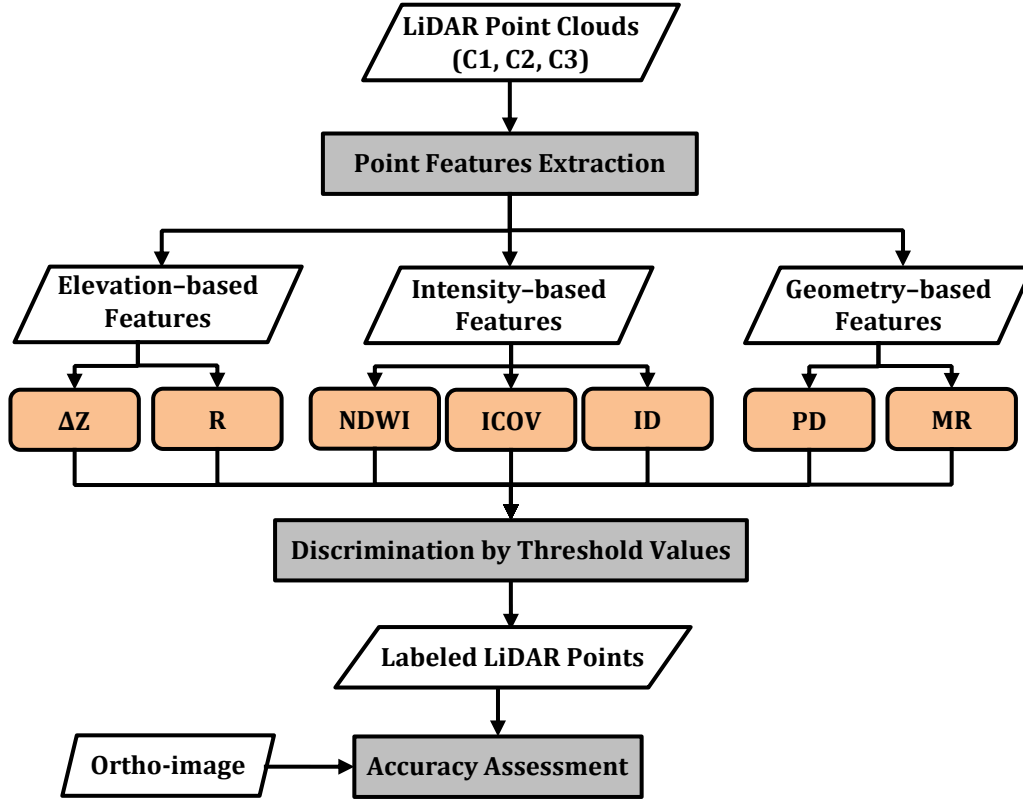 LiDAR Point Clouds
(C1, C2, C3)
Point Features Extraction
Elevation–based
Features
Intensity–based
Features
Geometry–based
Features
ΔZ
R
NDWI
ICOV
ID
PD
MR
Discrimination by Threshold Values
Labeled LiDAR Points
Ortho-image
Accuracy Assessment